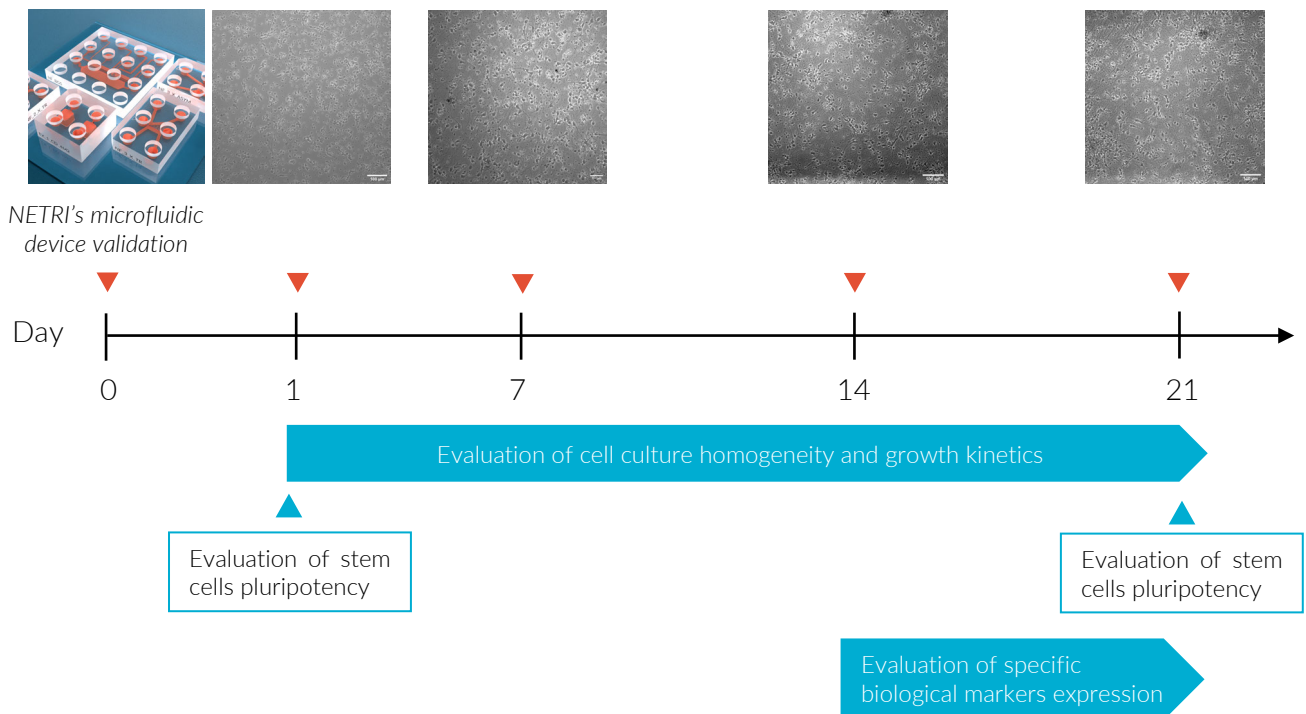 NETRI's microfluidic
device validation
Day
0
1
7
14
21
Evaluation of cell culture homogeneity and growth kinetics
Evaluation of stem
cells pluripotency
Evaluation of stem
cells pluripotency
Evaluation of specific
biological markers expression